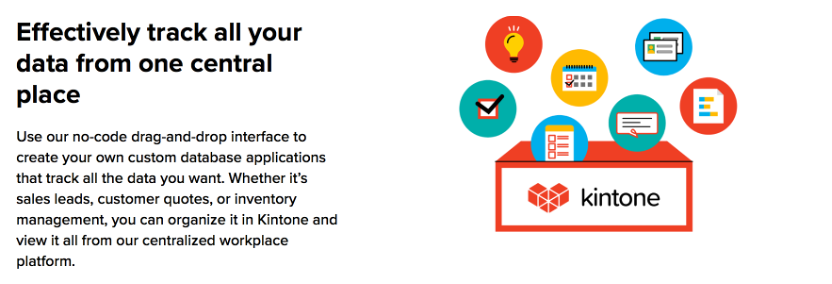 Effectively track all your
data from one central
place
Use our no-code drag-and-drop interface to
create your own custom database applications
that track all the data you want. Whether it's
sales leads, customer quotes, or inventory
management, you can organize it in Kintone and
view it all from our centralized workplace
platform.
kintone